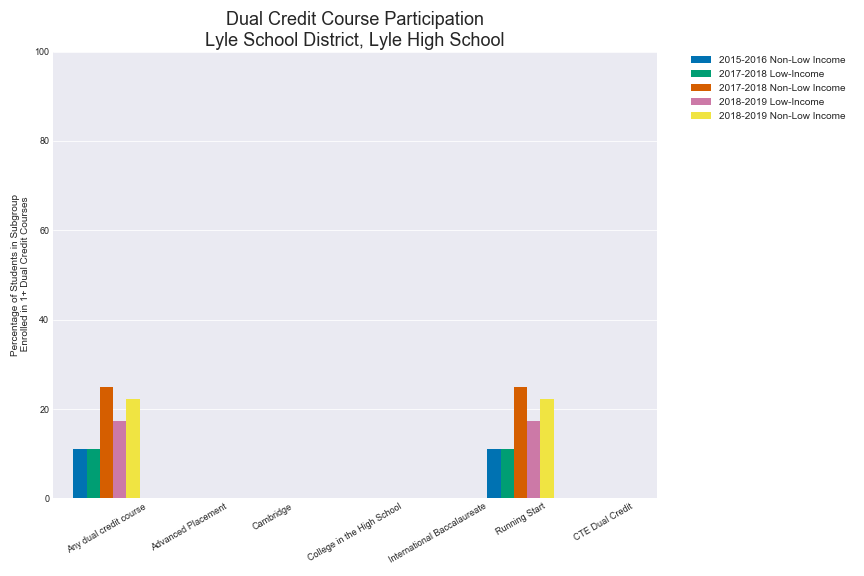 Dual Credit Course Participation
Lyle School District, Lyle High School
2015-2016 Non-Low Income
2017-2018 Low-Income
2017-2018 Non-Low Income
2018-2019 Low-Income
2018-2019 Non-Low Income
Percentage of Students in Subgroup
Enrolled in 1+ Dual Credit Courses
100
80
60
40
20
0
Any dual credit course
Advanced Placement
Cambridge
College in the High School
International Baccalaureate
Running Start
CTE Dual Credit